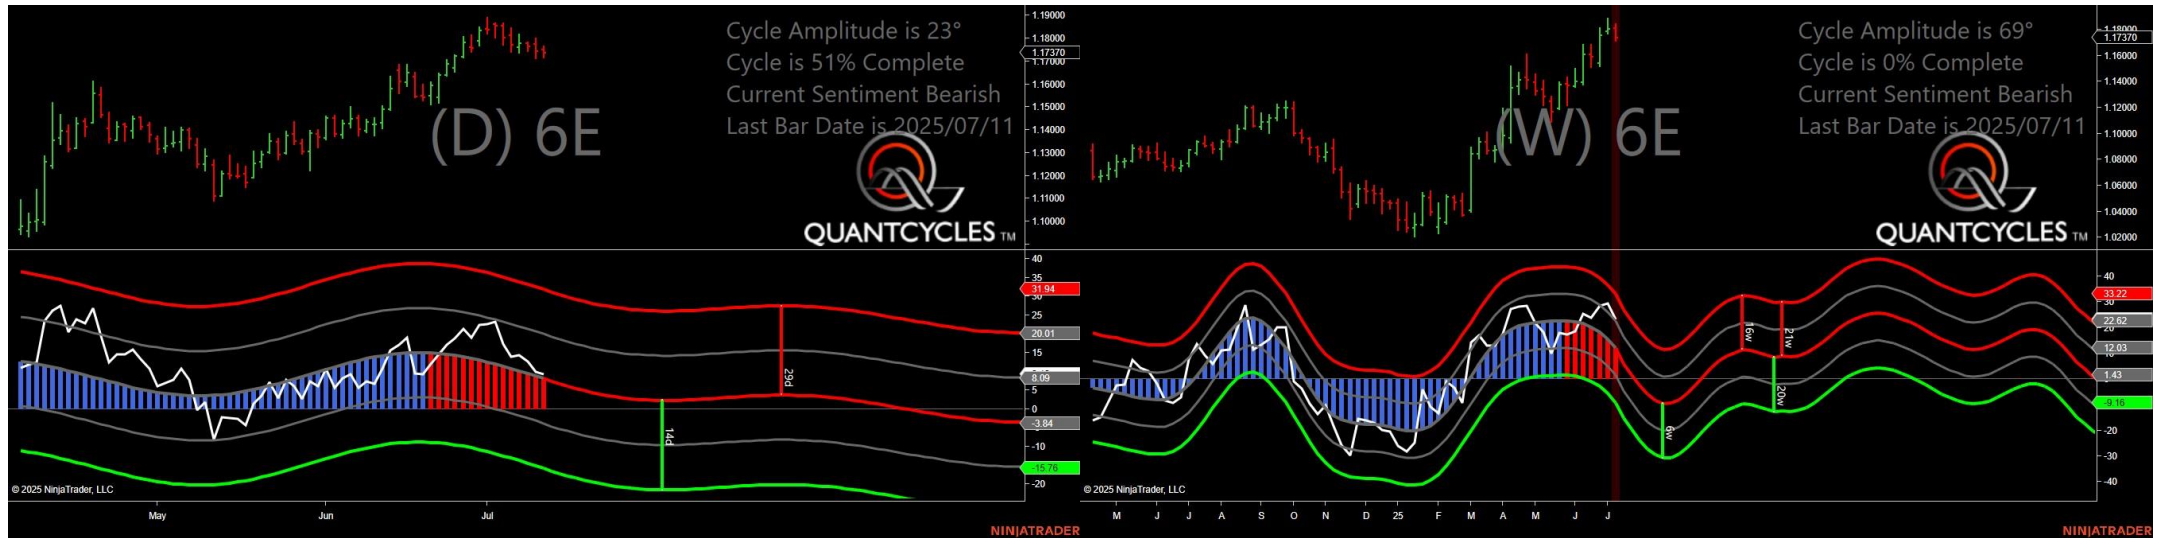 Cycle Amplitude is 23°
Cycle is 51% Complete
Current Sentiment Bearish
Last Bar Date is 2025/07/11
(D) 6E
QUANTCYCLES TM
1.19000
1.18000
1.17370
1.17000
1.16000
1.15000
1.14000
1.13000
1.12000
1.11000
1.10000
40
35
31.94
30
25
20.01
15
8.09
5
0
-3.84
-10
-15.76
-20
29d
14d
© 2025 NinjaTrader, LLC
May Jun Jul
NINJATRADER
Cycle Amplitude is 69°
Cycle is 0% Complete
Current Sentiment Bearish
Last Bar Date is 2025/07/11
(W) 6E
QUANTCYCLES TM
1.18000
1.17370
1.16000
1.14000
1.12000
1.10000
1.08000
1.06000
1.04000
1.02000
40
33.22
30
22.62
20
12.03
1.43
-9.16
-20
-30
-40
16w
21w
20w
6w
© 2025 NinjaTrader, LLC
M J J A S O N D 25 F M A M J J
NINJATRADER